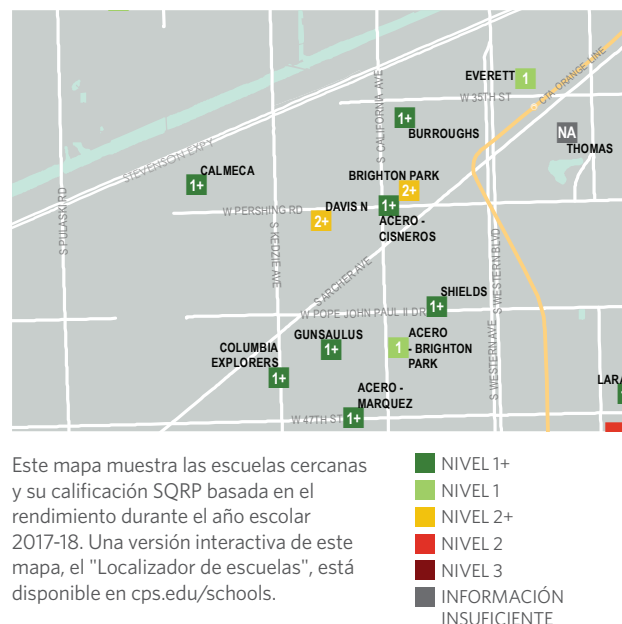 EVERETT
1
CTA ORANGE LINE
W 35TH ST
S CALIFORNIA AVE
1+
BURROUGHS
NA
THOMAS
STEVENSON EXPY
CALMECA
1+
BRIGHTON PARK
2+
S PULASKI RD
W PERSHING RD
DAVIS N
2+
1+
ACERO -
CISNEROS
S KEDZIE AVE
S WESTERN BLVD
S ARCHER AVE
SHIELDS
1+
W POPE JOHN PAUL II DR
GUNSAULUS
1+
COLUMBIA
EXPLORERS
1+
1
ACERO
- BRIGHTON
PARK
S WESTERN AVE
ACERO -
MARQUEZ
1+
W 47TH ST
Este mapa muestra las escuelas cercanas
y su calificación SQRP basada en el
rendimiento durante el año escolar
2017-18. Una versión interactiva de este
mapa, el "Localizador de escuelas", está
disponible en cps.edu/schools.
NIVEL 1+
NIVEL 1
NIVEL 2+
NIVEL 2
NIVEL 3
INFORMACIÓN
INSUFICIENTE